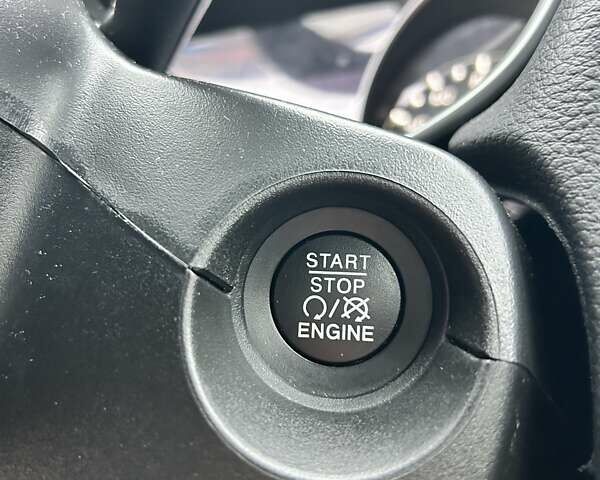 START
STOP
/
ENGINE